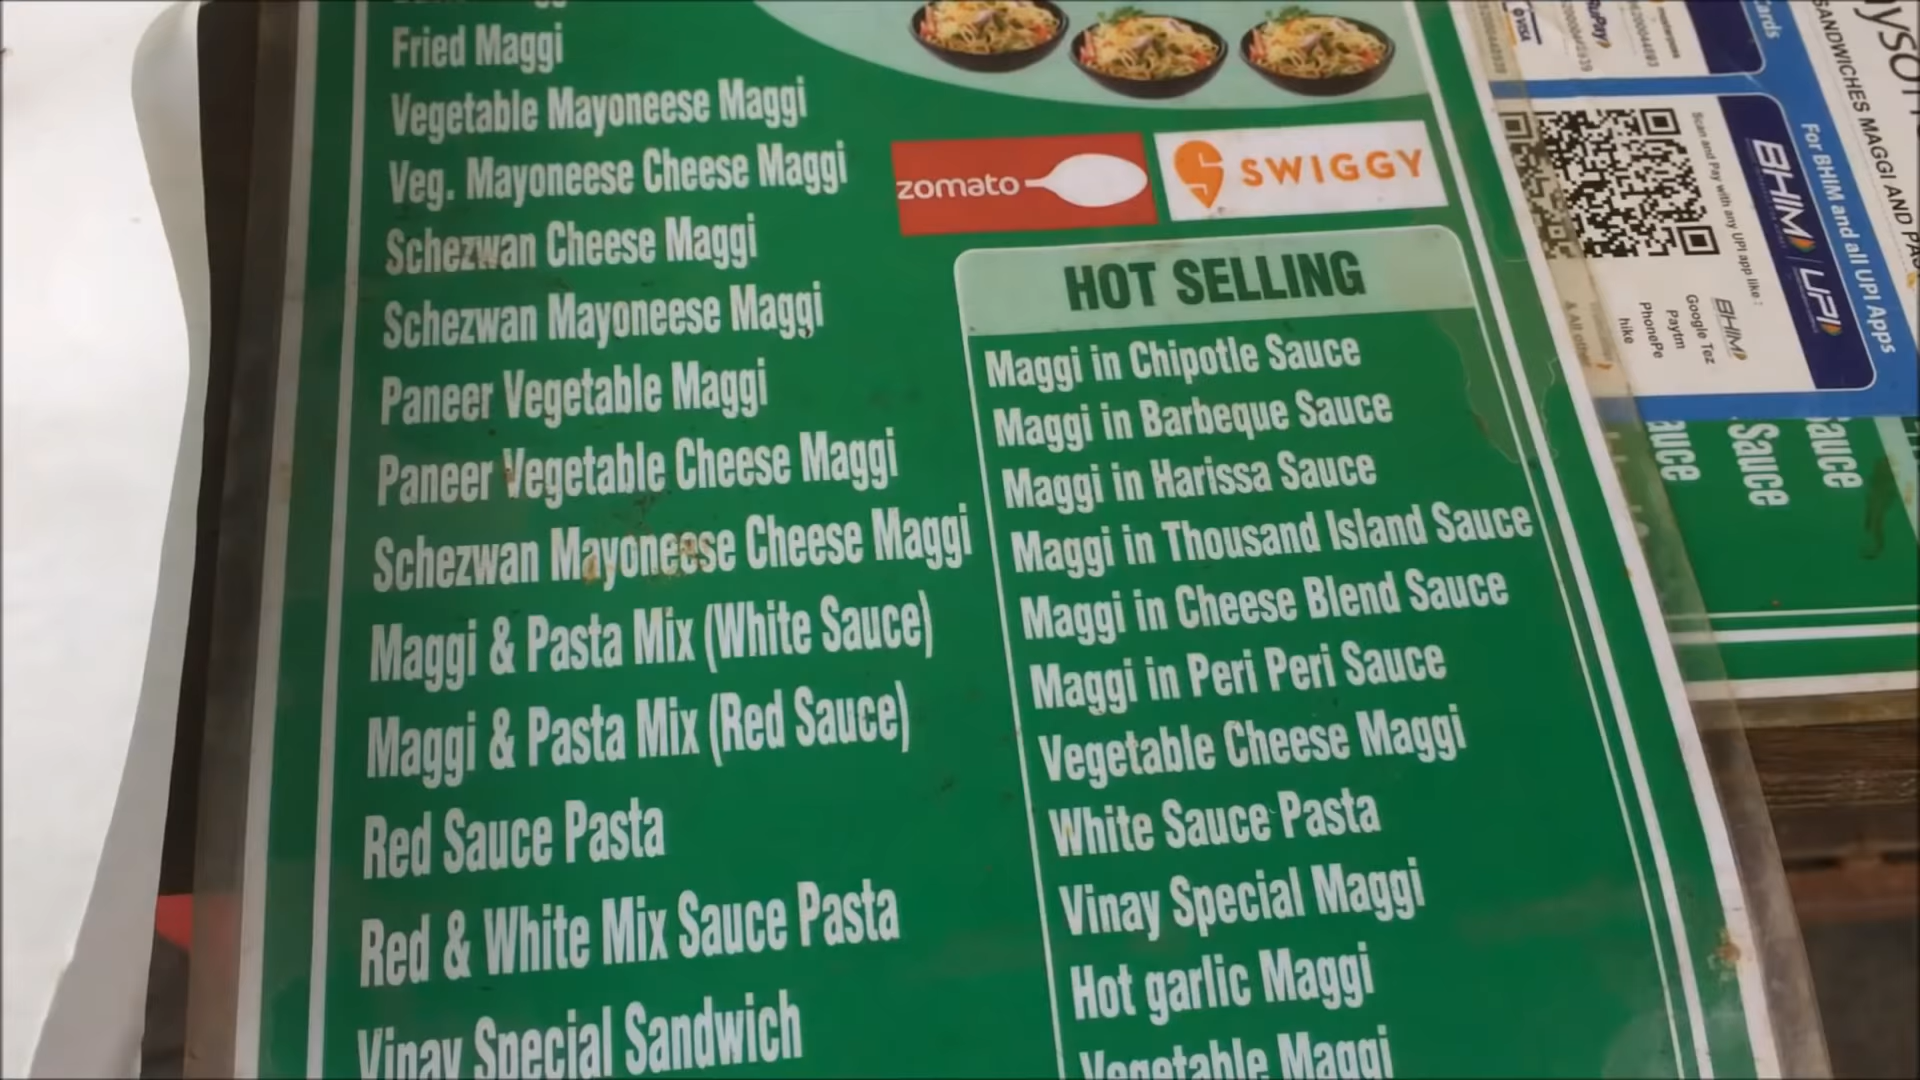 Fried Maggi
Vegetable Mayoneese Maggi
Veg. Mayoneese Cheese Maggi
Schezwan Cheese Maggi
Schezwan Mayoneese Maggi
Paneer Vegetable Maggi
Paneer Vegetable Cheese Maggi
Schezwan Mayoneese Cheese Maggi
Maggi & Pasta Mix (White Sauce)
Maggi & Pasta Mix (Red Sauce)
Red Sauce Pasta
Red & White Mix Sauce Pasta
Vinay Special Sandwich
zomato
SWIGGY
HOT SELLING
Maggi in Chipotle Sauce
Maggi in Barbeque Sauce
Maggi in Harissa Sauce
Maggi in Thousand Island Sauce
Maggi in Cheese Blend Sauce
Maggi in Peri Peri Sauce
Vegetable Cheese Maggi
White Sauce Pasta
Vinay Special Maggi
Hot garlic Maggi
Vegetable Maggi
SANDWICHES MAGGI AND
For BHIM and all UPI Apps
BHIM UPI
Scan and Pay with any UPI app like :
BHIM
Google Tez
Paytm
PhonePe
hike
VISA
RuPay
Sauce